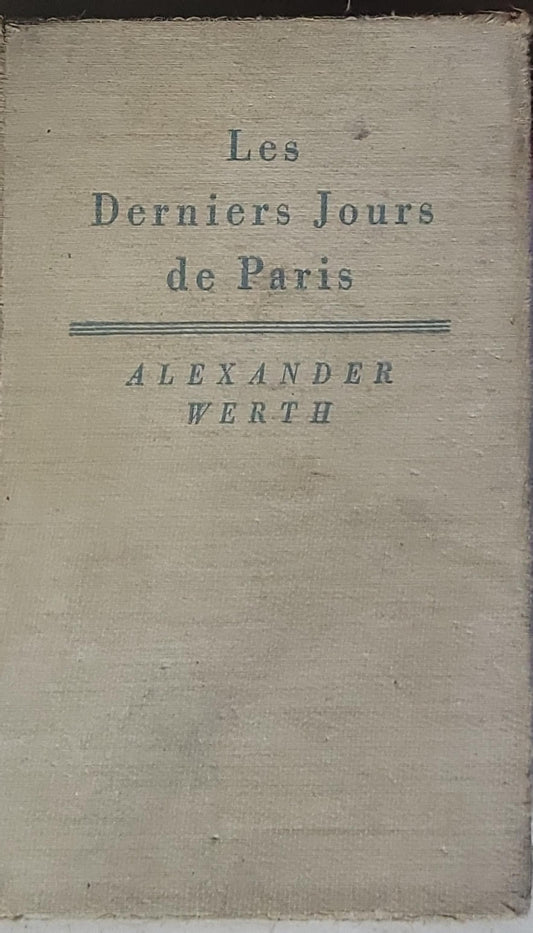 Les
Derniers Jours
de Paris
ALEXANDER
WERTH